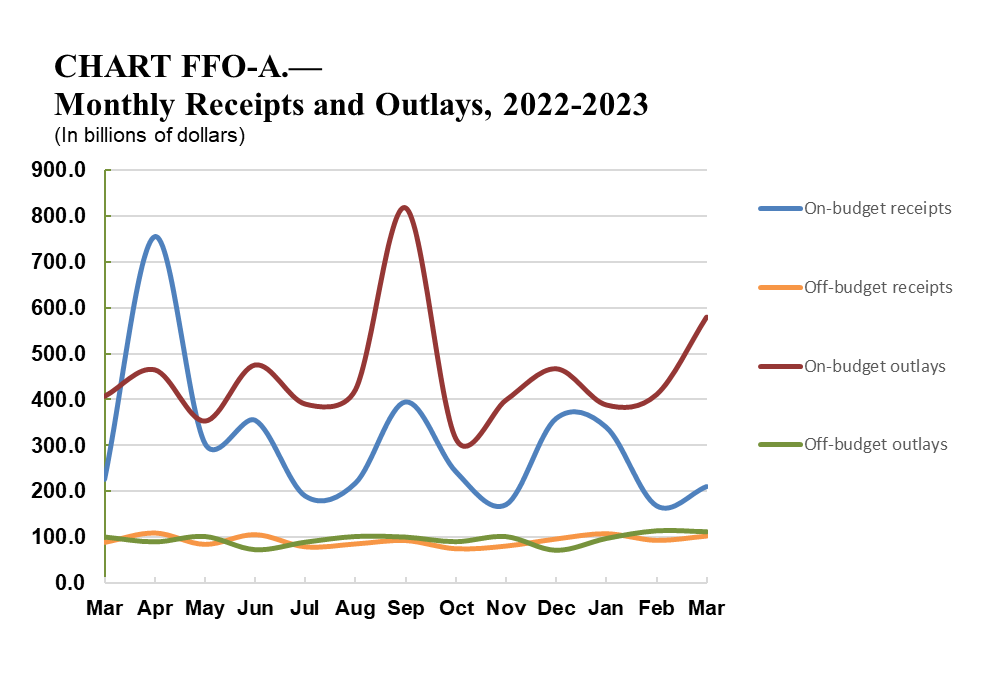 CHART FFO-A.—
Monthly Receipts and Outlays, 2022-2023
(In billions of dollars)
900.0
800.0
700.0
600.0
500.0
400.0
300.0
200.0
100.0
0.0
Mar Apr May Jun Jul Aug Sep Oct Nov Dec Jan Feb Mar
On-budget receipts
Off-budget receipts
On-budget outlays
Off-budget outlays